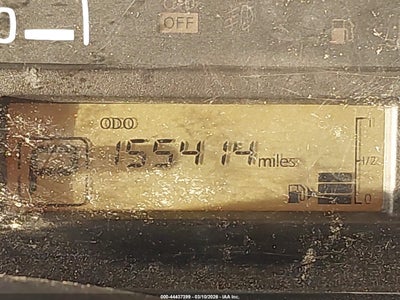 OFF
ODO
155414 miles
1
1/2
0
000-44437399 - 03/10/2026 - IAA Inc.